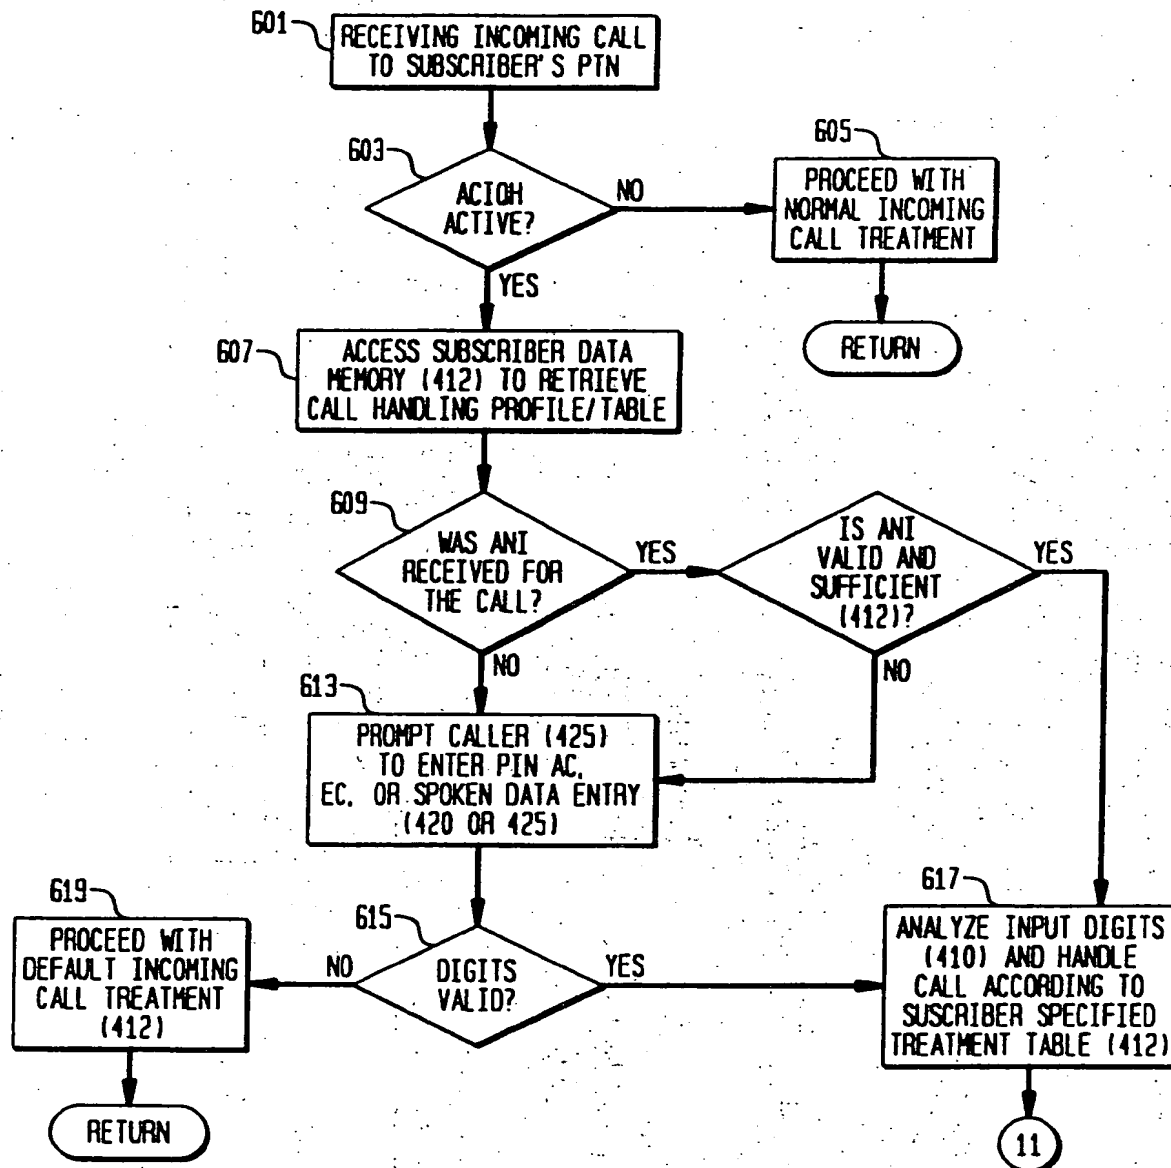 601
RECEIVING INCOMING CALL
TO SUBSCRIBER'S PTN
603
ACIOH
ACTIVE?
NO
605
PROCEED WITH
NORMAL INCOMING
CALL TREATMENT
RETURN
YES
607
ACCESS SUBSCRIBER DATA
MEMORY (412) TO RETRIEVE
CALL HANDLING PROFILE/TABLE
609
WAS ANI
RECEIVED FOR
THE CALL?
YES
IS ANI
VALID AND
SUFFICIENT
(412)?
YES
NO
NO
613
PROMPT CALLER (425)
TO ENTER PIN AC,
EC, OR SPOKEN DATA ENTRY
(420 OR 425)
615
DIGITS
VALID?
NO
YES
619
PROCEED WITH
DEFAULT INCOMING
CALL TREATMENT
(412)
RETURN
617
ANALYZE INPUT DIGITS
(410) AND HANDLE
CALL ACCORDING TO
SUSCRIBER SPECIFIED
TREATMENT TABLE (412)
11